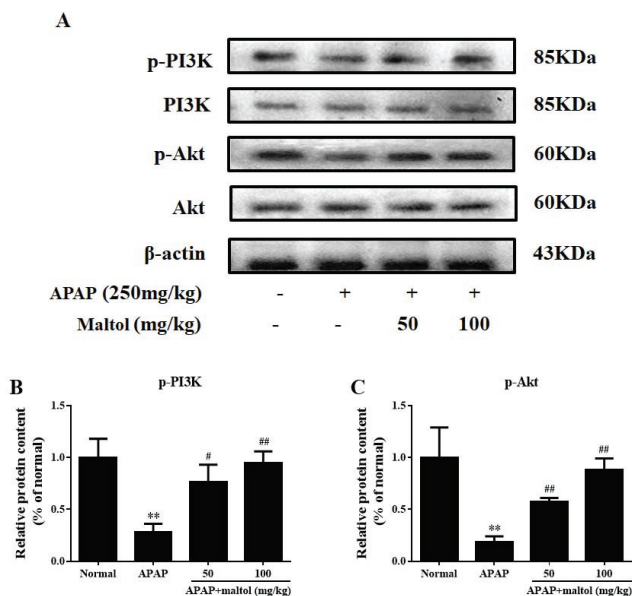 A
p-PI3K 85KDa
PI3K 85KDa
p-Akt 60KDa
Akt 60KDa
β-actin 43KDa
APAP (250mg/kg) - + + +
Maltol (mg/kg) - - 50 100
B
p-PI3K
Relative protein content
(% of normal)
1.5
1.0
0.5
0.0
**
#
##
Normal APAP 50 100
APAP+maltol (mg/kg)
C
p-Akt
Relative protein content
(% of normal)
1.5
1.0
0.5
0.0
**
##
##
Normal APAP 50 100
APAP+maltol (mg/kg)